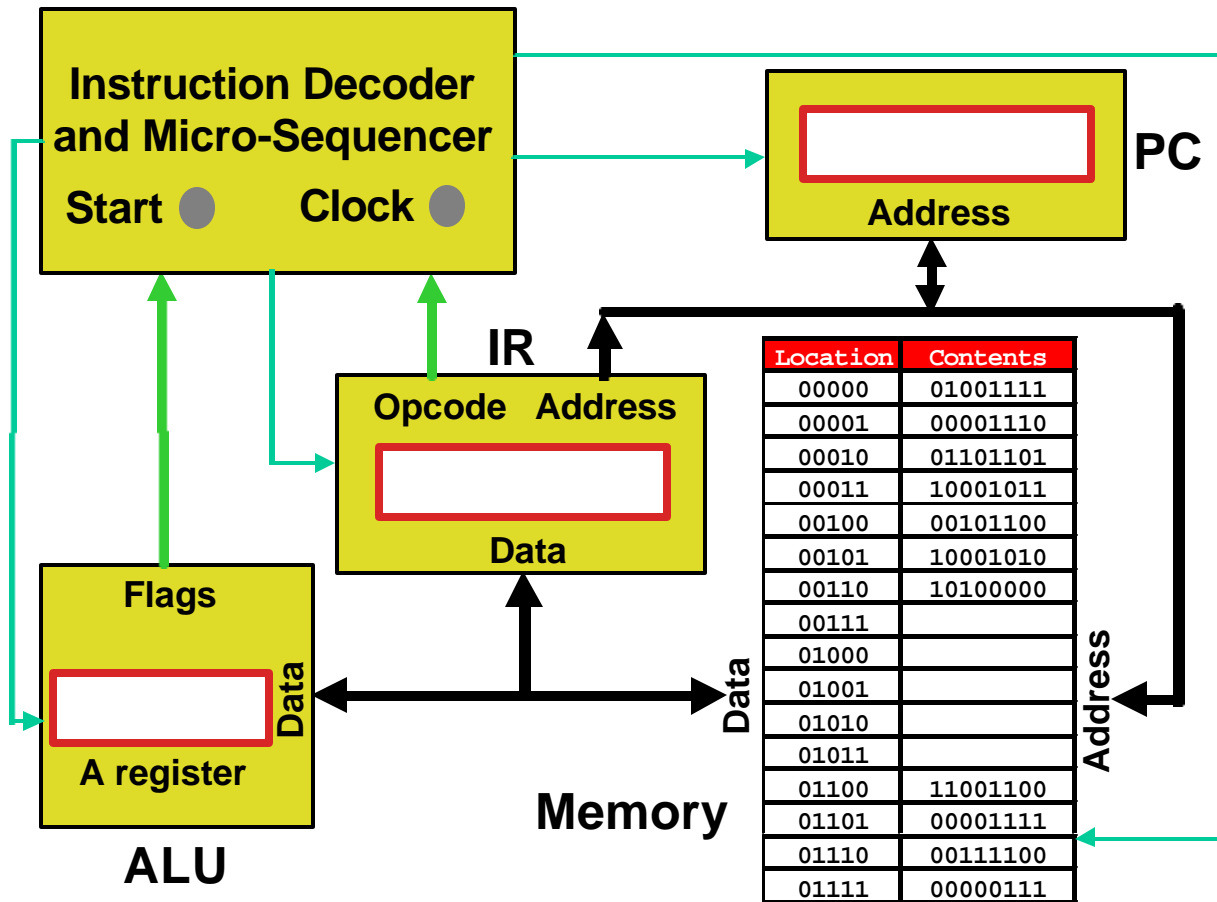 Instruction Decoder
and Micro-Sequencer
Start Clock
PC
Address
IR
Opcode Address
Data
Flags
Data
A register
ALU
Memory
Data
Location Contents
00000 01001111
00001 00001110
00010 01101101
00011 10001011
00100 00101100
00101 10001010
00110 10100000
00111
01000
01001
01010
01011
01100 11001100
01101 00001111
01110 00111100
01111 00000111
Address